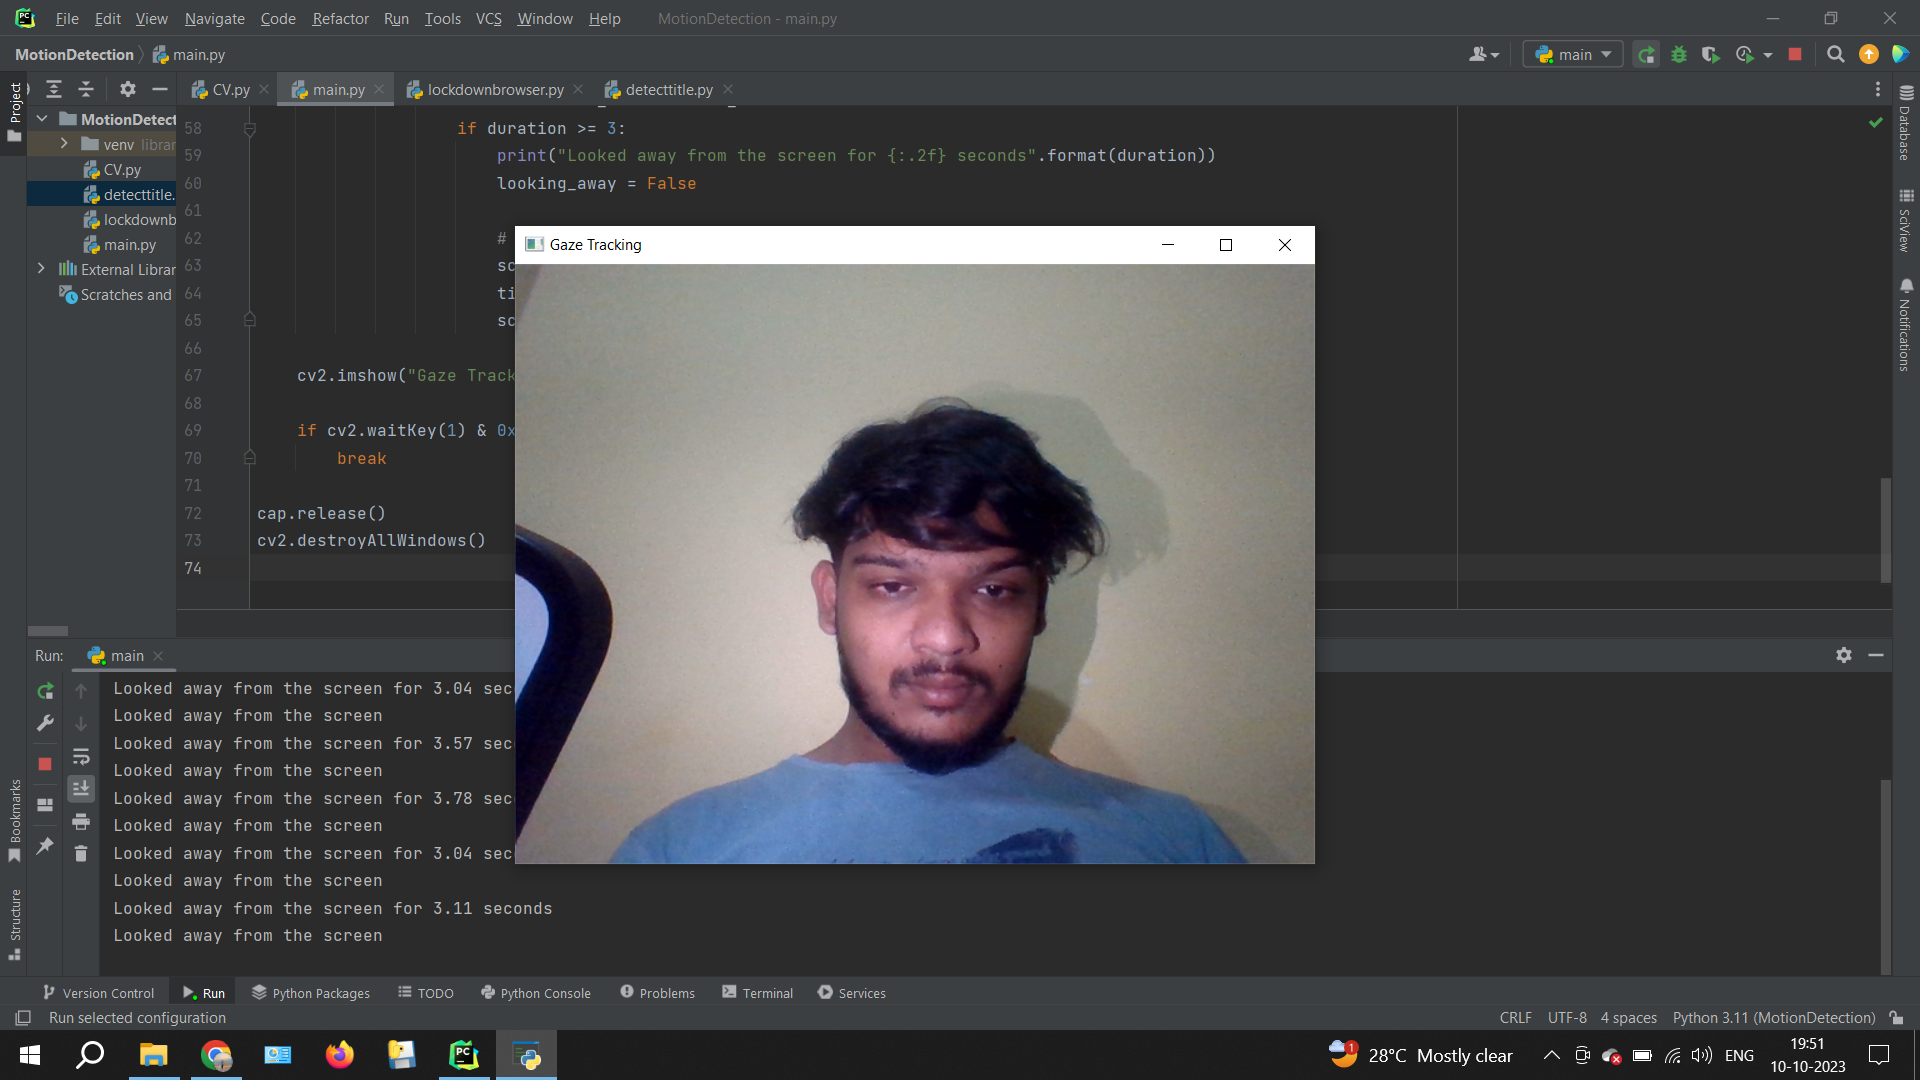 File Edit View Navigate Code Refactor Run Tools VCS Window Help MotionDetection - main.py
MotionDetection main.py
main
Project
CV.py main.py lockdownbrowser.py detecttitle.py
MotionDetect
venv librar
CV.py
detecttitle.
lockdownb
main.py
External Librar
Scratches and
58 if duration >= 3:
59 print("Looked away from the screen for {:.2f} seconds".format(duration))
60 looking_away = False
61
62 #
63 sc
64 ti
65 sc
66
67 cv2.imshow("Gaze Track
68
69 if cv2.waitKey(1) & 0x
70 break
71
72 cap.release()
73 cv2.destroyAllWindows()
74
Gaze Tracking
Database
SciView
Notifications
Run: main
Looked away from the screen for 3.04 sec
Looked away from the screen
Looked away from the screen for 3.57 sec
Looked away from the screen
Looked away from the screen for 3.78 sec
Looked away from the screen
Looked away from the screen for 3.04 sec
Looked away from the screen
Looked away from the screen for 3.11 seconds
Looked away from the screen
Bookmarks
Structure
Version Control Run Python Packages TODO Python Console Problems Terminal Services
Run selected configuration CRLF UTF-8 4 spaces Python 3.11 (MotionDetection)
PC 1 28°C Mostly clear ENG 19:51
10-10-2023